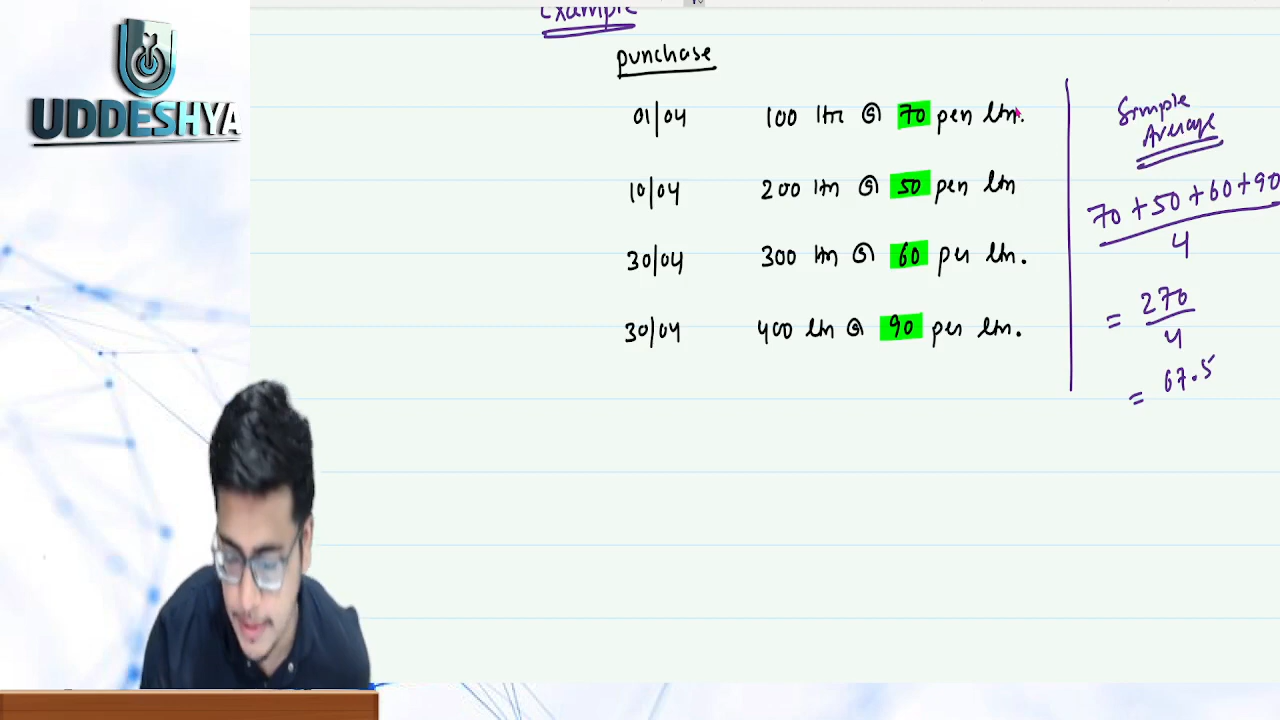 UDDESHYA
Example
purchase
01/04 100 ltr @ 70 per ltr.
10/04 200 ltr @ 50 per ltr
30/04 300 ltr @ 60 per ltr.
30/04 400 ltr @ 90 per ltr.
Simple
Average
70 + 50 + 60 + 90
4
= 270
4
= 67.5